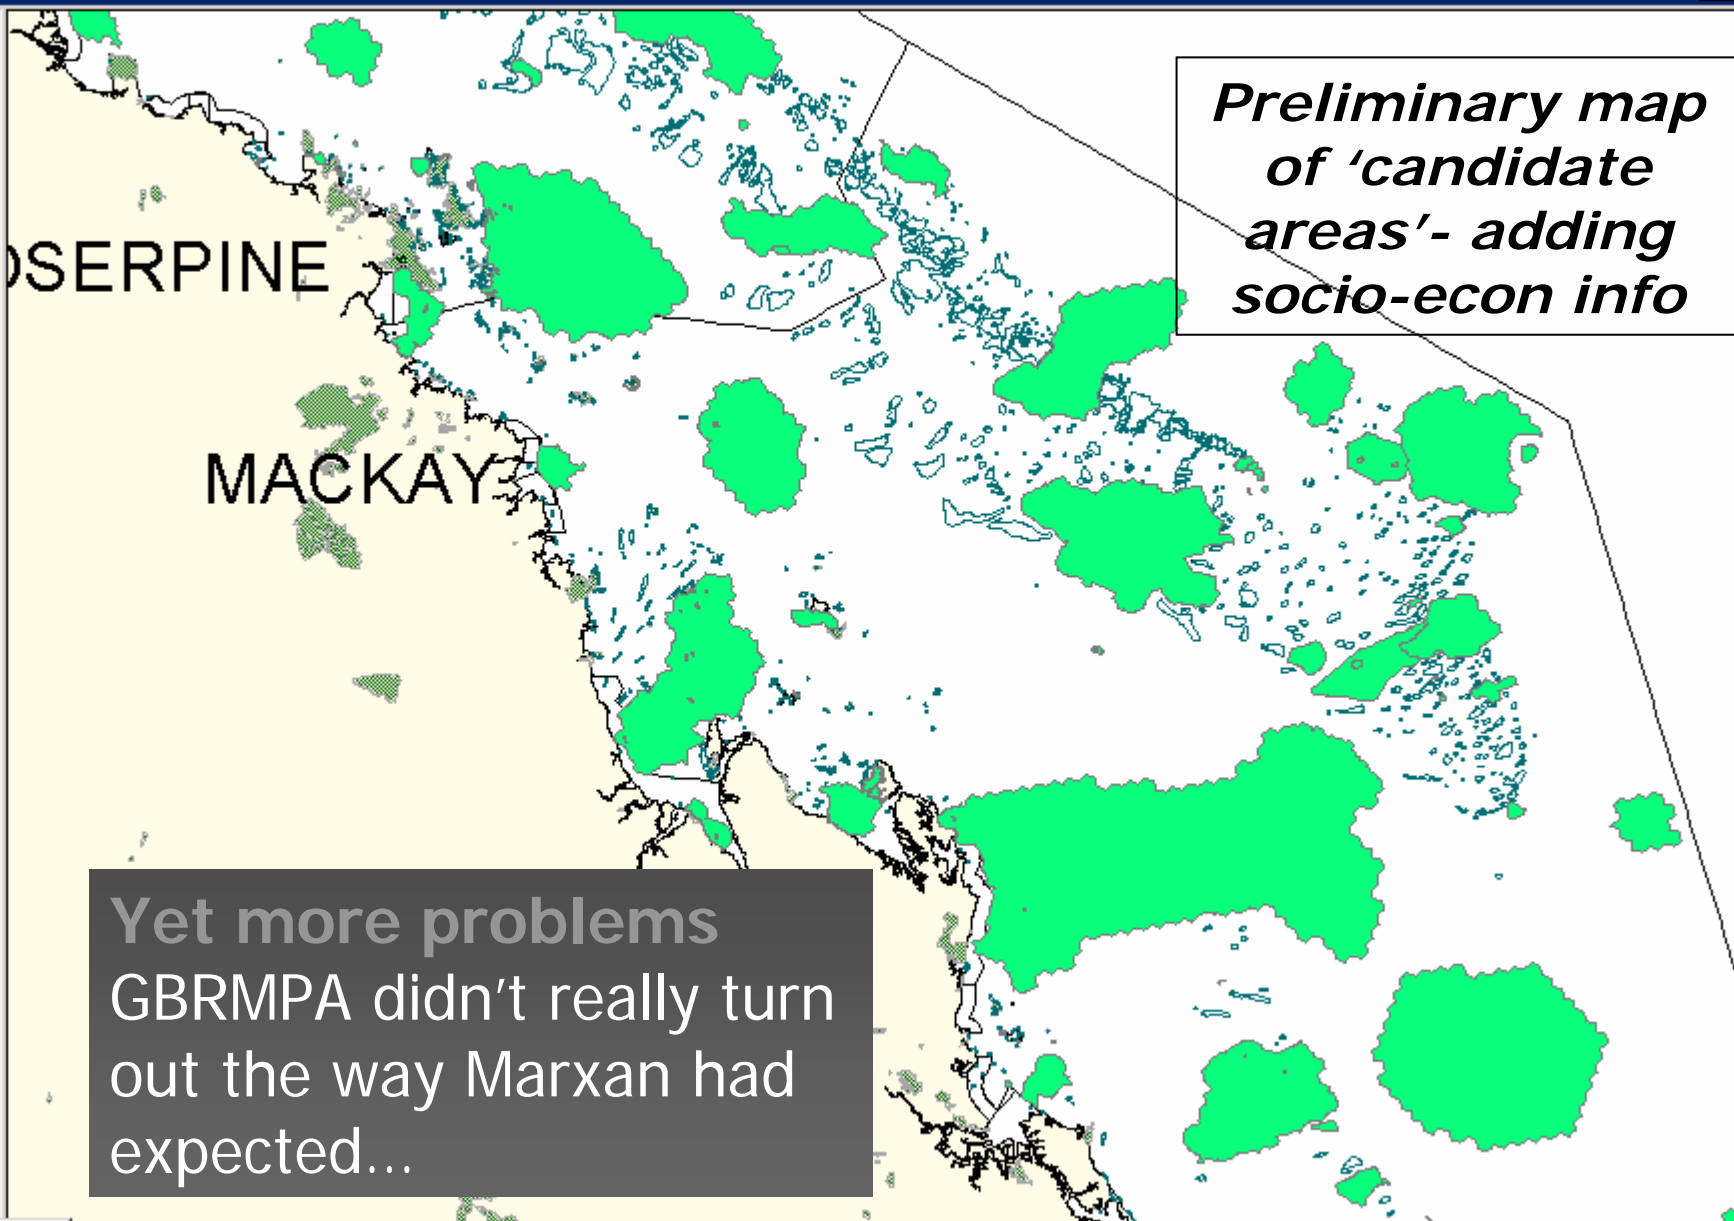 Preliminary map
of ‘candidate
areas’- adding
socio-econ info
OSERPINE
MACKAY
Yet more problems
GBRMPA didn’t really turn
out the way Marxan had
expected...